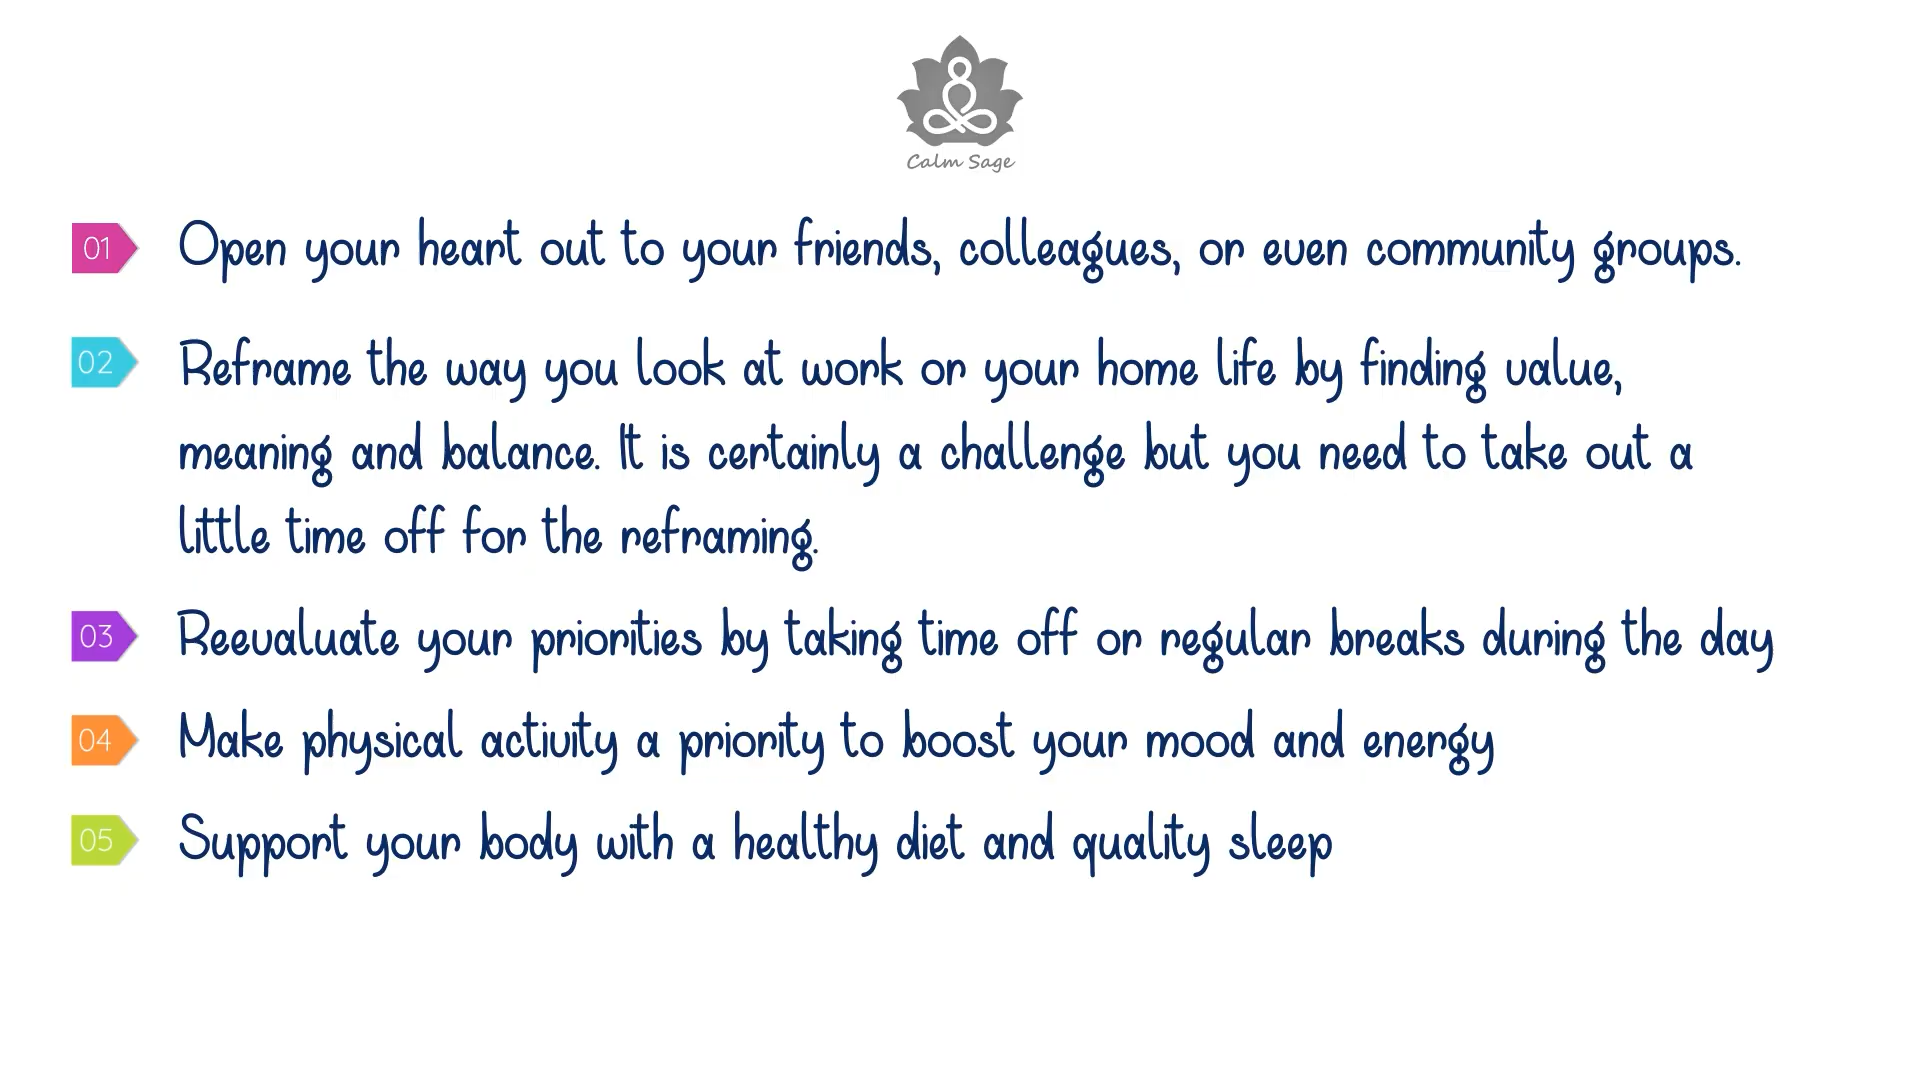 Calm Sage
01 Open your heart out to your friends, colleagues, or even community groups.
02 Reframe the way you look at work or your home life by finding value,
meaning and balance. It is certainly a challenge but you need to take out a
little time off for the reframing.
03 Reevaluate your priorities by taking time off or regular breaks during the day
04 Make physical activity a priority to boost your mood and energy
05 Support your body with a healthy diet and quality sleep